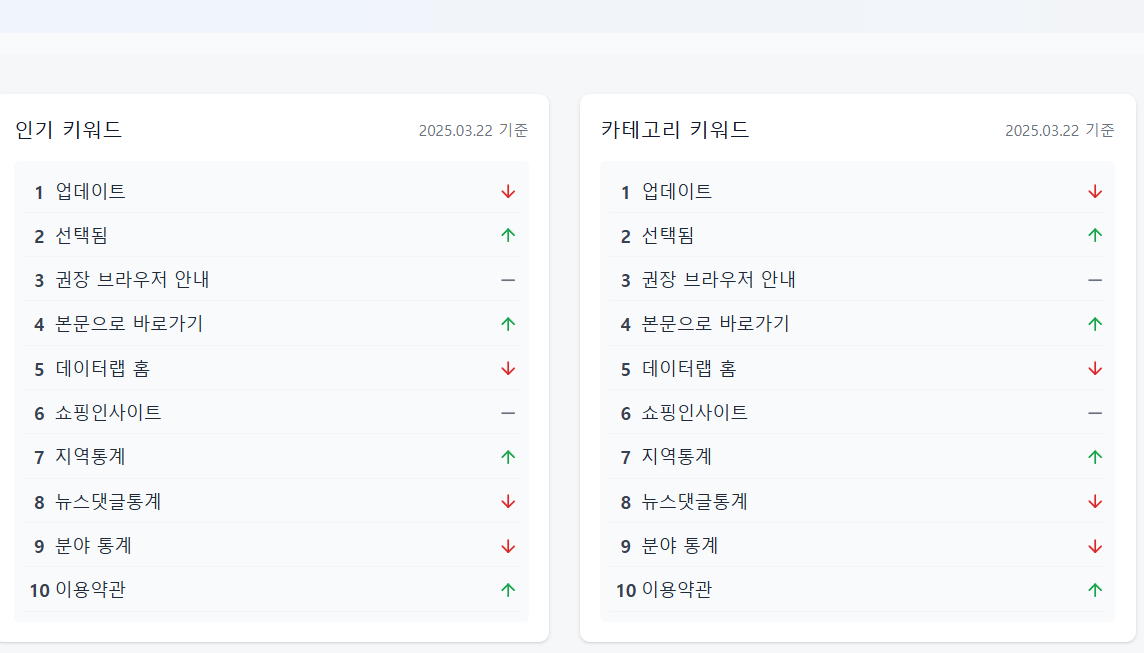 인기 키워드 2025.03.22 기준
1 업데이트
2 선택됨
3 권장 브라우저 안내
4 본문으로 바로가기
5 데이터랩 홈
6 쇼핑인사이트
7 지역통계
8 뉴스댓글통계
9 분야 통계
10 이용약관
카테고리 키워드 2025.03.22 기준
1 업데이트
2 선택됨
3 권장 브라우저 안내
4 본문으로 바로가기
5 데이터랩 홈
6 쇼핑인사이트
7 지역통계
8 뉴스댓글통계
9 분야 통계
10 이용약관